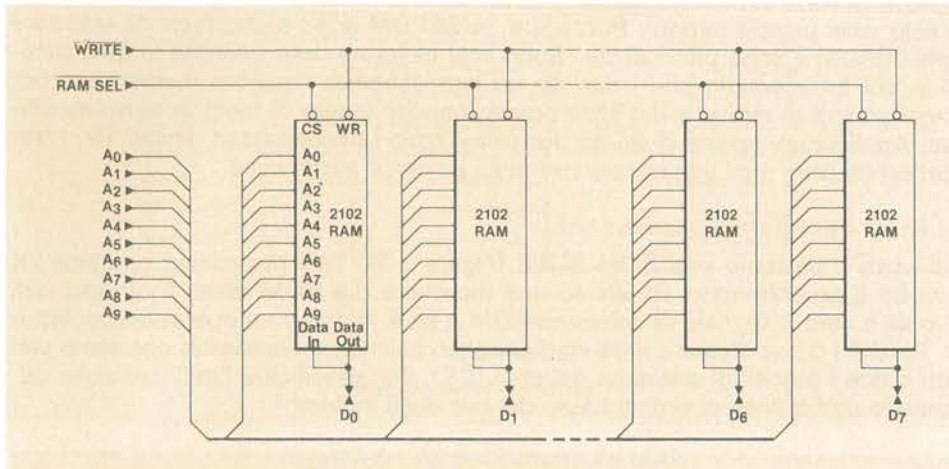 WRITE
RAM SEL
CS WR
A0
A1
A2
A3
A4
A5
A6
A7
A8
A9
A0
A1
A2
A3
A4
A5
A6
A7
A8
A9
2102
RAM
Data Data
In Out
2102
RAM
2102
RAM
2102
RAM
D0
D1
D6
D7